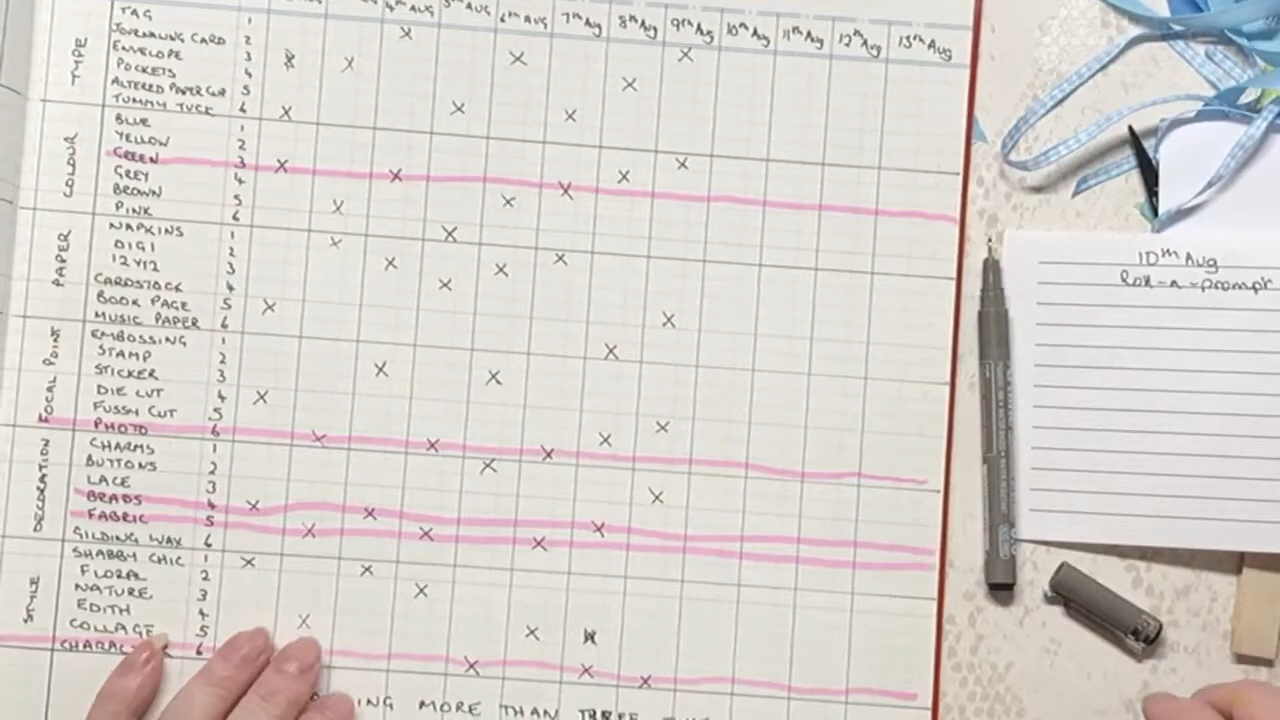 4th AUG
5th AUG
6th AUG
7th Aug
8th Aug
9th Aug
10th Aug
11th Aug
12th Aug
13th Aug
TYPE
TAG 1
JOURNALING CARD 2
ENVELOPE 3
POCKETS 4
ALTERED PAPER CLIP 5
TUMMY TUCK 6
COLOUR
BLUE 1
YELLOW 2
GREEN 3
GREY 4
BROWN 5
PINK 6
PAPER
NAPKINS 1
DIGI 2
12x12 3
CARDSTOCK 4
BOOK PAGE 5
MUSIC PAPER 6
FOCAL POINT
EMBOSSING 1
STAMP 2
STICKER 3
DIE CUT 4
FUSSY CUT 5
PHOTO 6
DECORATION
CHARMS 1
BUTTONS 2
LACE 3
BRADS 4
FABRIC 5
GILDING WAX 6
STYLE
SHABBY CHIC 1
FLORAL 2
NATURE 3
EDITH 4
COLLAGE 5
6
MORE THAN THREE
10th Aug
Roll-a-prompt